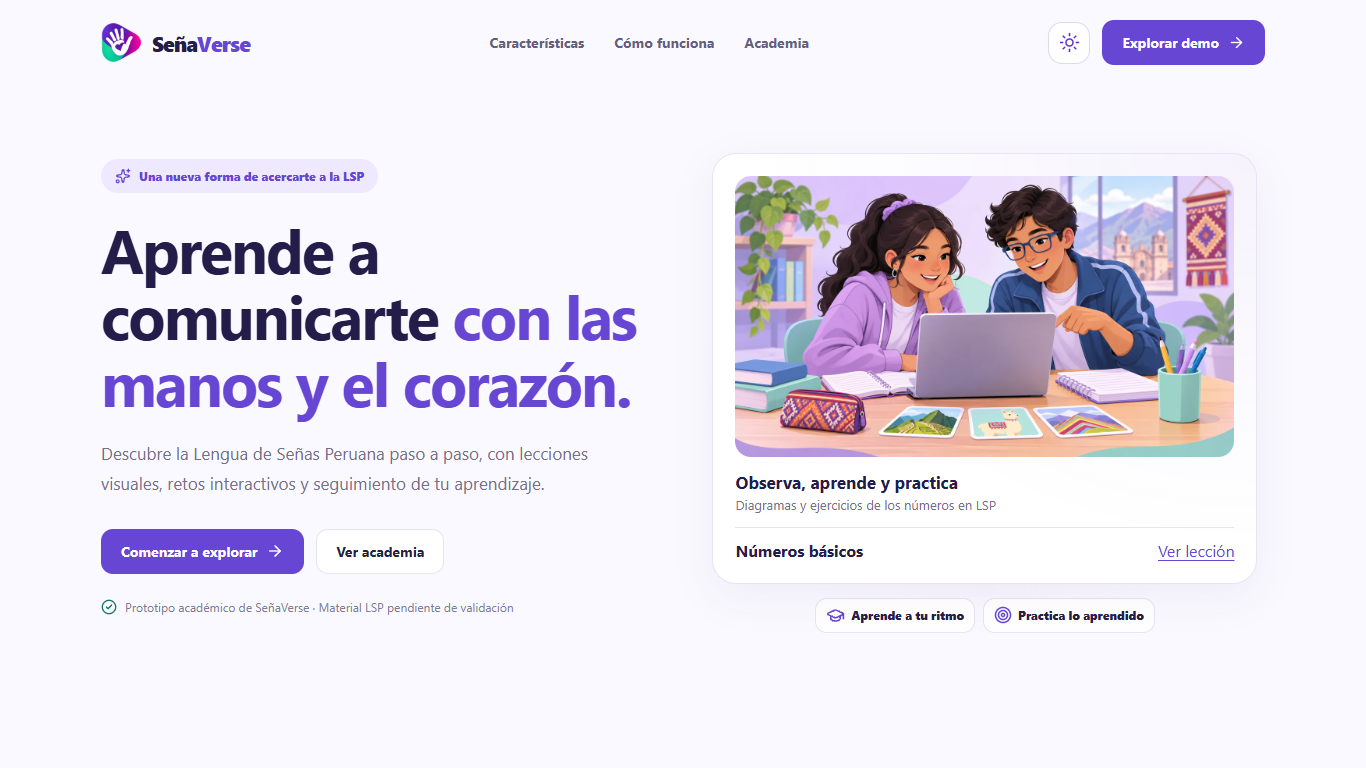 SeñaVerse
Características
Cómo funciona
Academia
Explorar demo
Una nueva forma de acercarte a la LSP
Aprende a
comunicarte con las
manos y el corazón.
Descubre la Lengua de Señas Peruana paso a paso, con lecciones
visuales, retos interactivos y seguimiento de tu aprendizaje.
Comenzar a explorar
Ver academia
Prototipo académico de SeñaVerse · Material LSP pendiente de validación
Observa, aprende y practica
Diagramas y ejercicios de los números en LSP
Números básicos
Ver lección
Aprende a tu ritmo
Practica lo aprendido